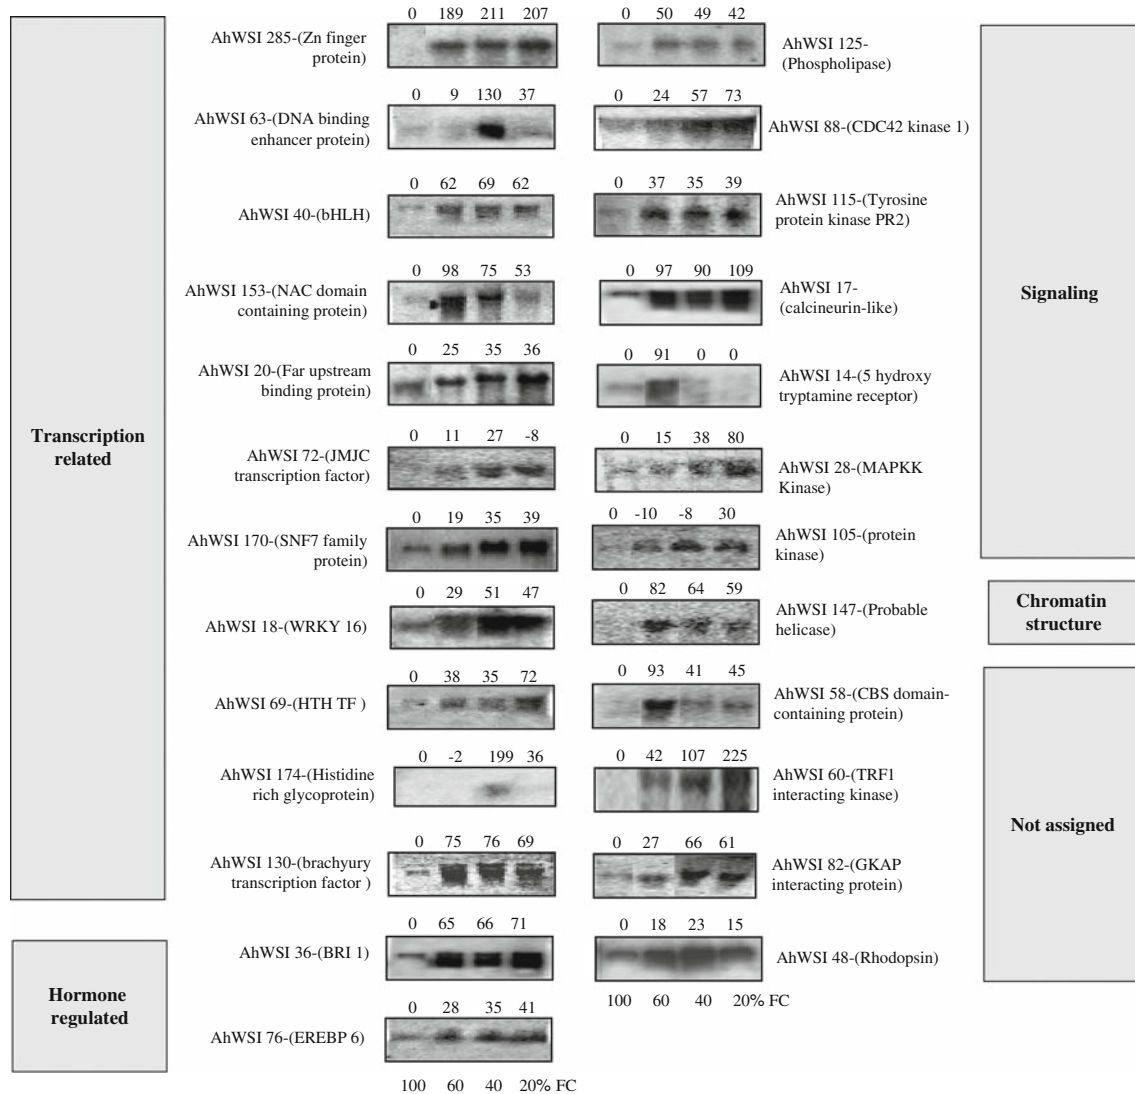 Transcription
related
0 189 211 207
AhWSI 285-(Zn finger
protein)
0 9 130 37
AhWSI 63-(DNA binding
enhancer protein)
0 62 69 62
AhWSI 40-(bHLH)
0 98 75 53
AhWSI 153-(NAC domain
containing protein)
0 25 35 36
AhWSI 20-(Far upstream
binding protein)
0 11 27 -8
AhWSI 72-(JMJC
transcription factor)
0 19 35 39
AhWSI 170-(SNF7 family
protein)
0 29 51 47
AhWSI 18-(WRKY 16)
0 38 35 72
AhWSI 69-(HTH TF )
0 -2 199 36
AhWSI 174-(Histidine
rich glycoprotein)
0 75 76 69
AhWSI 130-(brachyury
transcription factor )
Hormone
regulated
0 65 66 71
AhWSI 36-(BRI 1)
0 28 35 41
AhWSI 76-(EREBP 6)
100 60 40 20% FC
Signaling
0 50 49 42
AhWSI 125-
(Phospholipase)
0 24 57 73
AhWSI 88-(CDC42 kinase 1)
0 37 35 39
AhWSI 115-(Tyrosine
protein kinase PR2)
0 97 90 109
AhWSI 17-
(calcineurin-like)
0 91 0 0
AhWSI 14-(5 hydroxy
tryptamine receptor)
0 15 38 80
AhWSI 28-(MAPKK
Kinase)
0 -10 -8 30
AhWSI 105-(protein
kinase)
Chromatin
structure
0 82 64 59
AhWSI 147-(Probable
helicase)
Not assigned
0 93 41 45
AhWSI 58-(CBS domain-
containing protein)
0 42 107 225
AhWSI 60-(TRF1
interacting kinase)
0 27 66 61
AhWSI 82-(GKAP
interacting protein)
0 18 23 15
AhWSI 48-(Rhodopsin)
100 60 40 20% FC